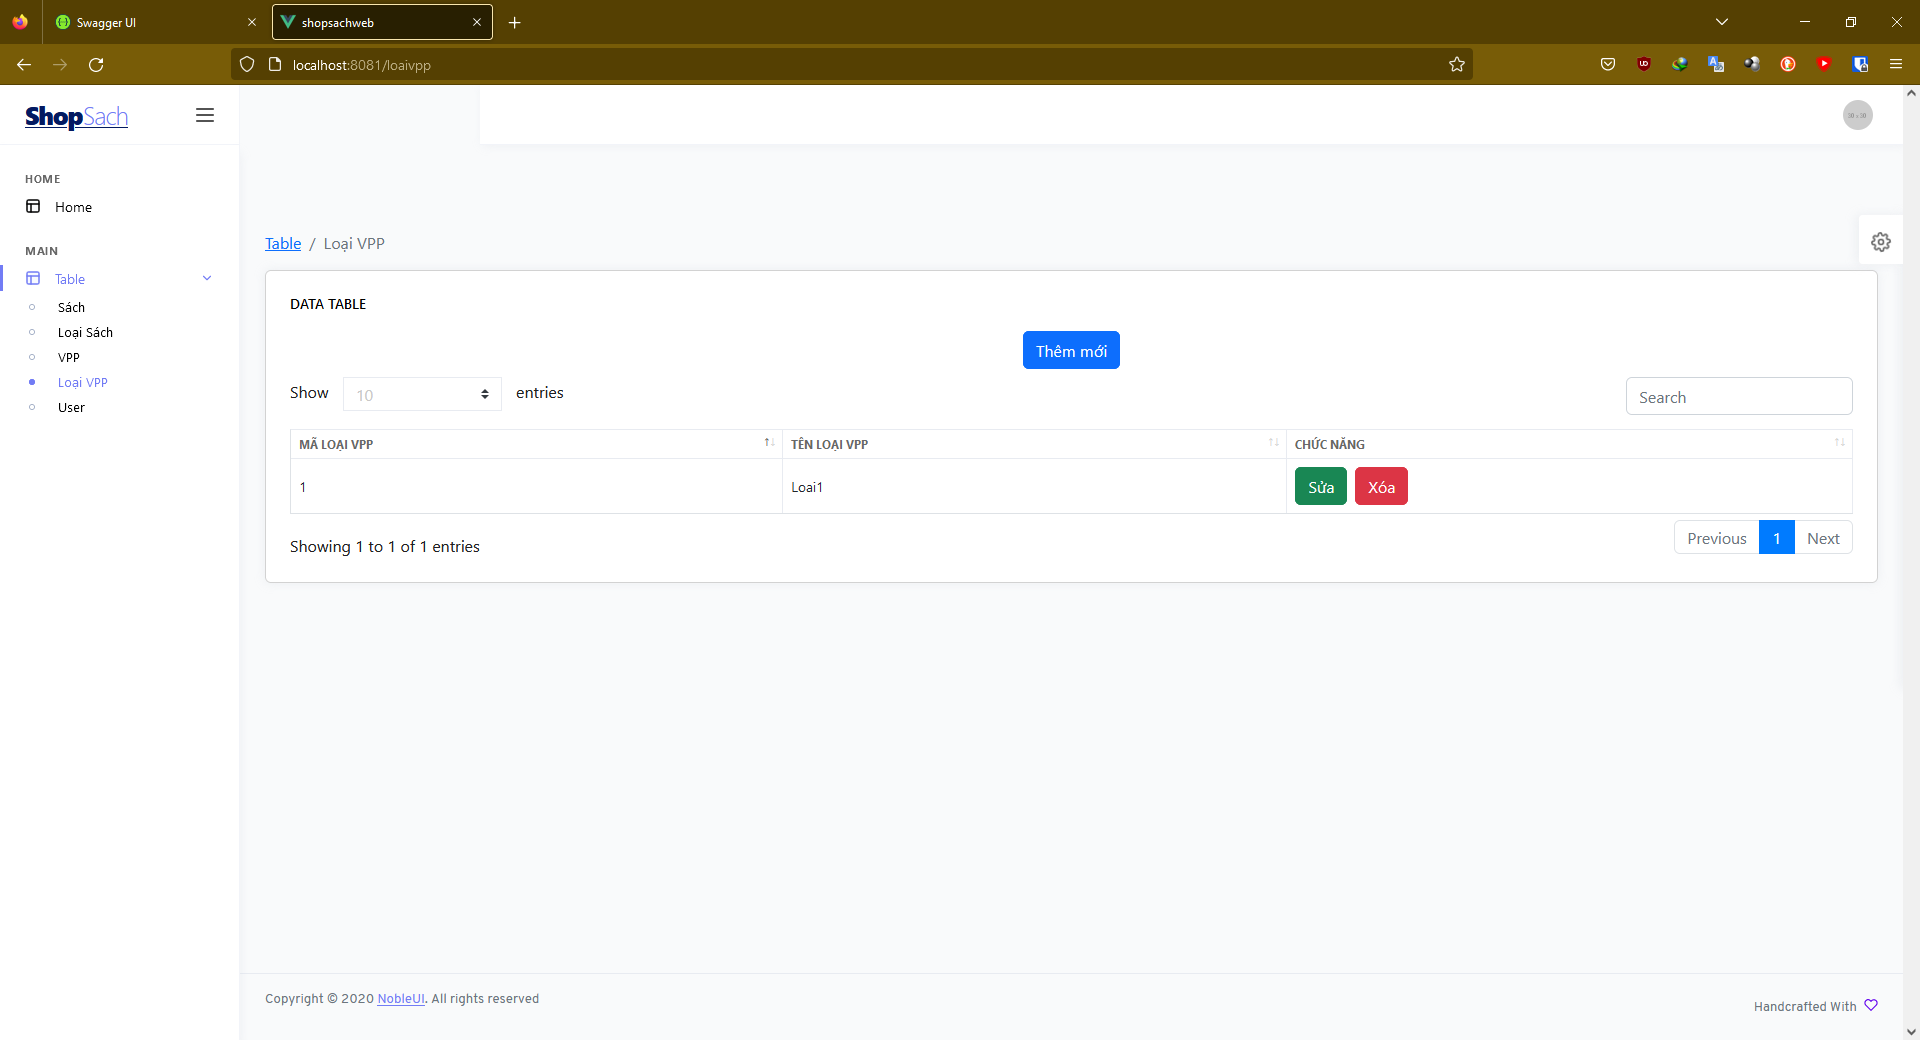 Swagger UI
shopsachweb
localhost:8081/loaivpp
ShopSach
HOME
Home
MAIN
Table
Sách
Loại Sách
VPP
Loại VPP
User
Table / Loại VPP
DATA TABLE
Thêm mới
Show 10 entries
Search
MÃ LOẠI VPP TÊN LOẠI VPP CHỨC NĂNG
1 Loai1 Sửa Xóa
Showing 1 to 1 of 1 entries
Previous 1 Next
Copyright © 2020 NobleUI. All rights reserved
Handcrafted With